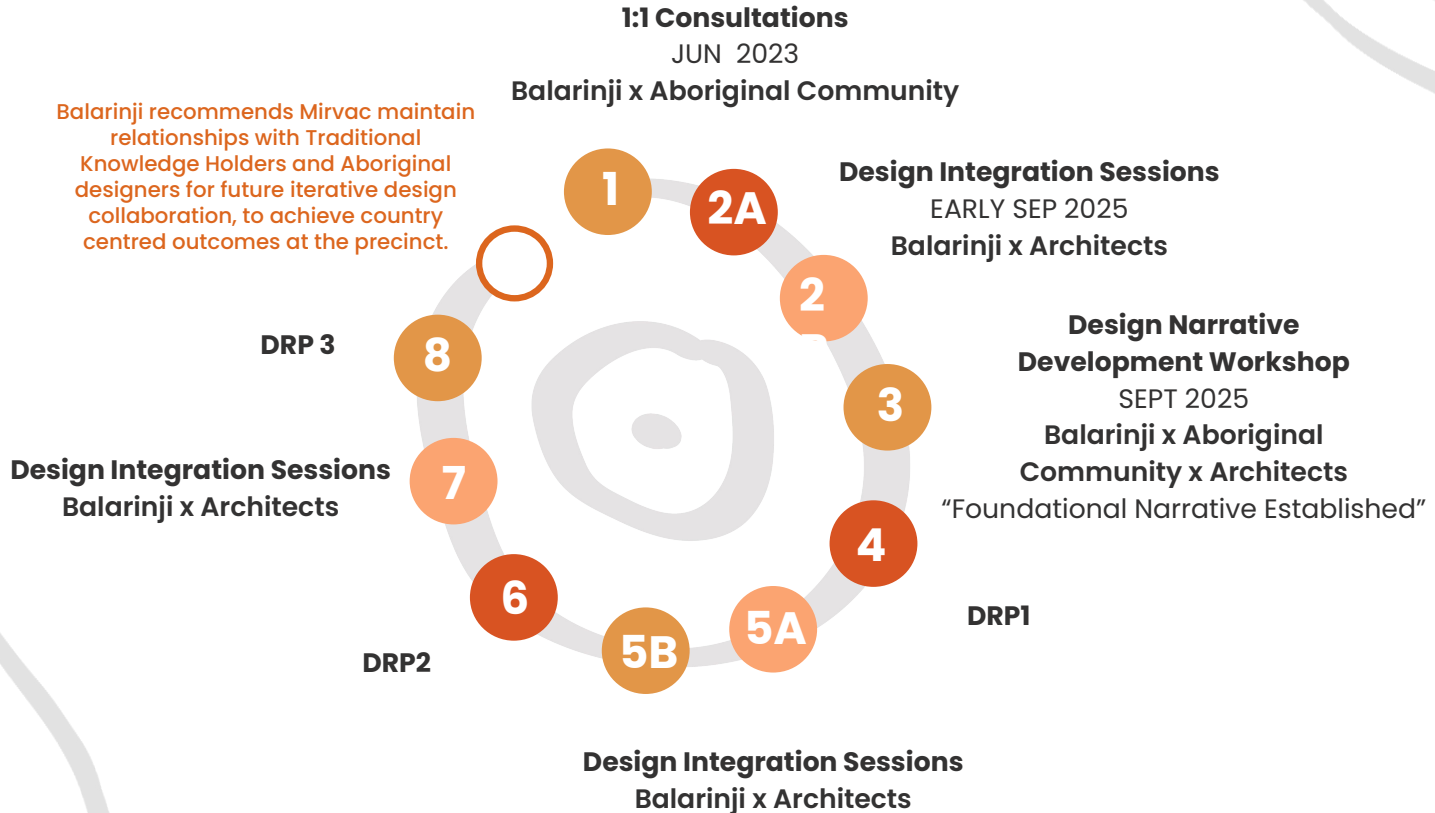 1:1 Consultations
JUN 2023
Balarinji x Aboriginal Community
Balarinji recommends Mirvac maintain
relationships with Traditional
Knowledge Holders and Aboriginal
designers for future iterative design
collaboration, to achieve country
centred outcomes at the precinct.
1
2A
Design Integration Sessions
EARLY SEP 2025
Balarinji x Architects
2
Design Narrative
Development Workshop
SEPT 2025
Balarinji x Aboriginal
Community x Architects
“Foundational Narrative Established”
3
4
DRP1
5A
5B
Design Integration Sessions
Balarinji x Architects
6
DRP2
7
Design Integration Sessions
Balarinji x Architects
8
DRP 3